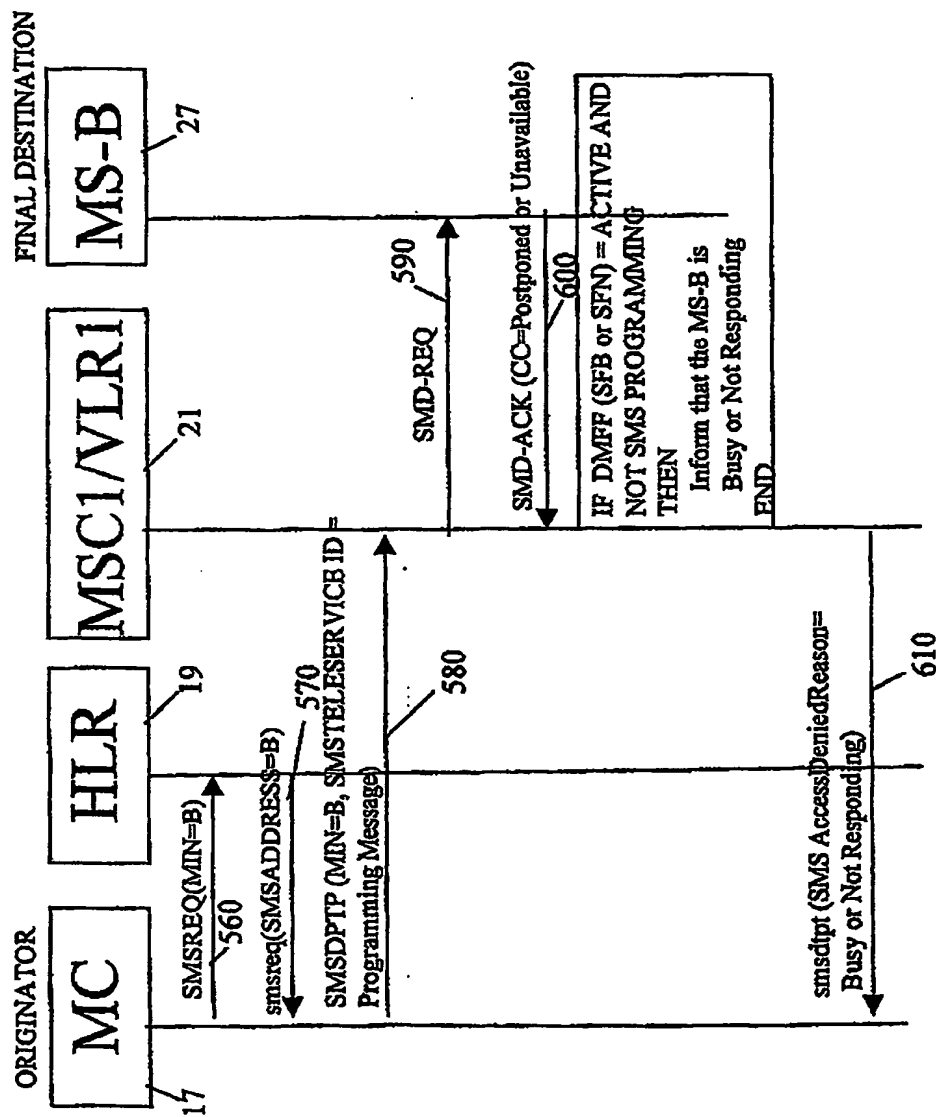 ORIGINATOR
FINAL DESTINATION
MC
HLR
MSC1/VLR1
MS-B
17
19
21
27
SMSREQ(MIN=B)
560
smsreq(SMSADDRESS=B)
570
SMSDPTP (MIN=B, SMSTELESERVICB ID =
Programming Message)
580
SMD-REQ
590
SMD-ACK (CC=Postponed or Unavailable)
600
IF DMFF (SFB or SFN) = ACTIVE AND
NOT SMS PROGRAMMING
THEN
Inform that the MS-B is
Busy or Not Responding
END
smsdtpt (SMS AccessDeniedReason=
Busy or Not Responding)
610